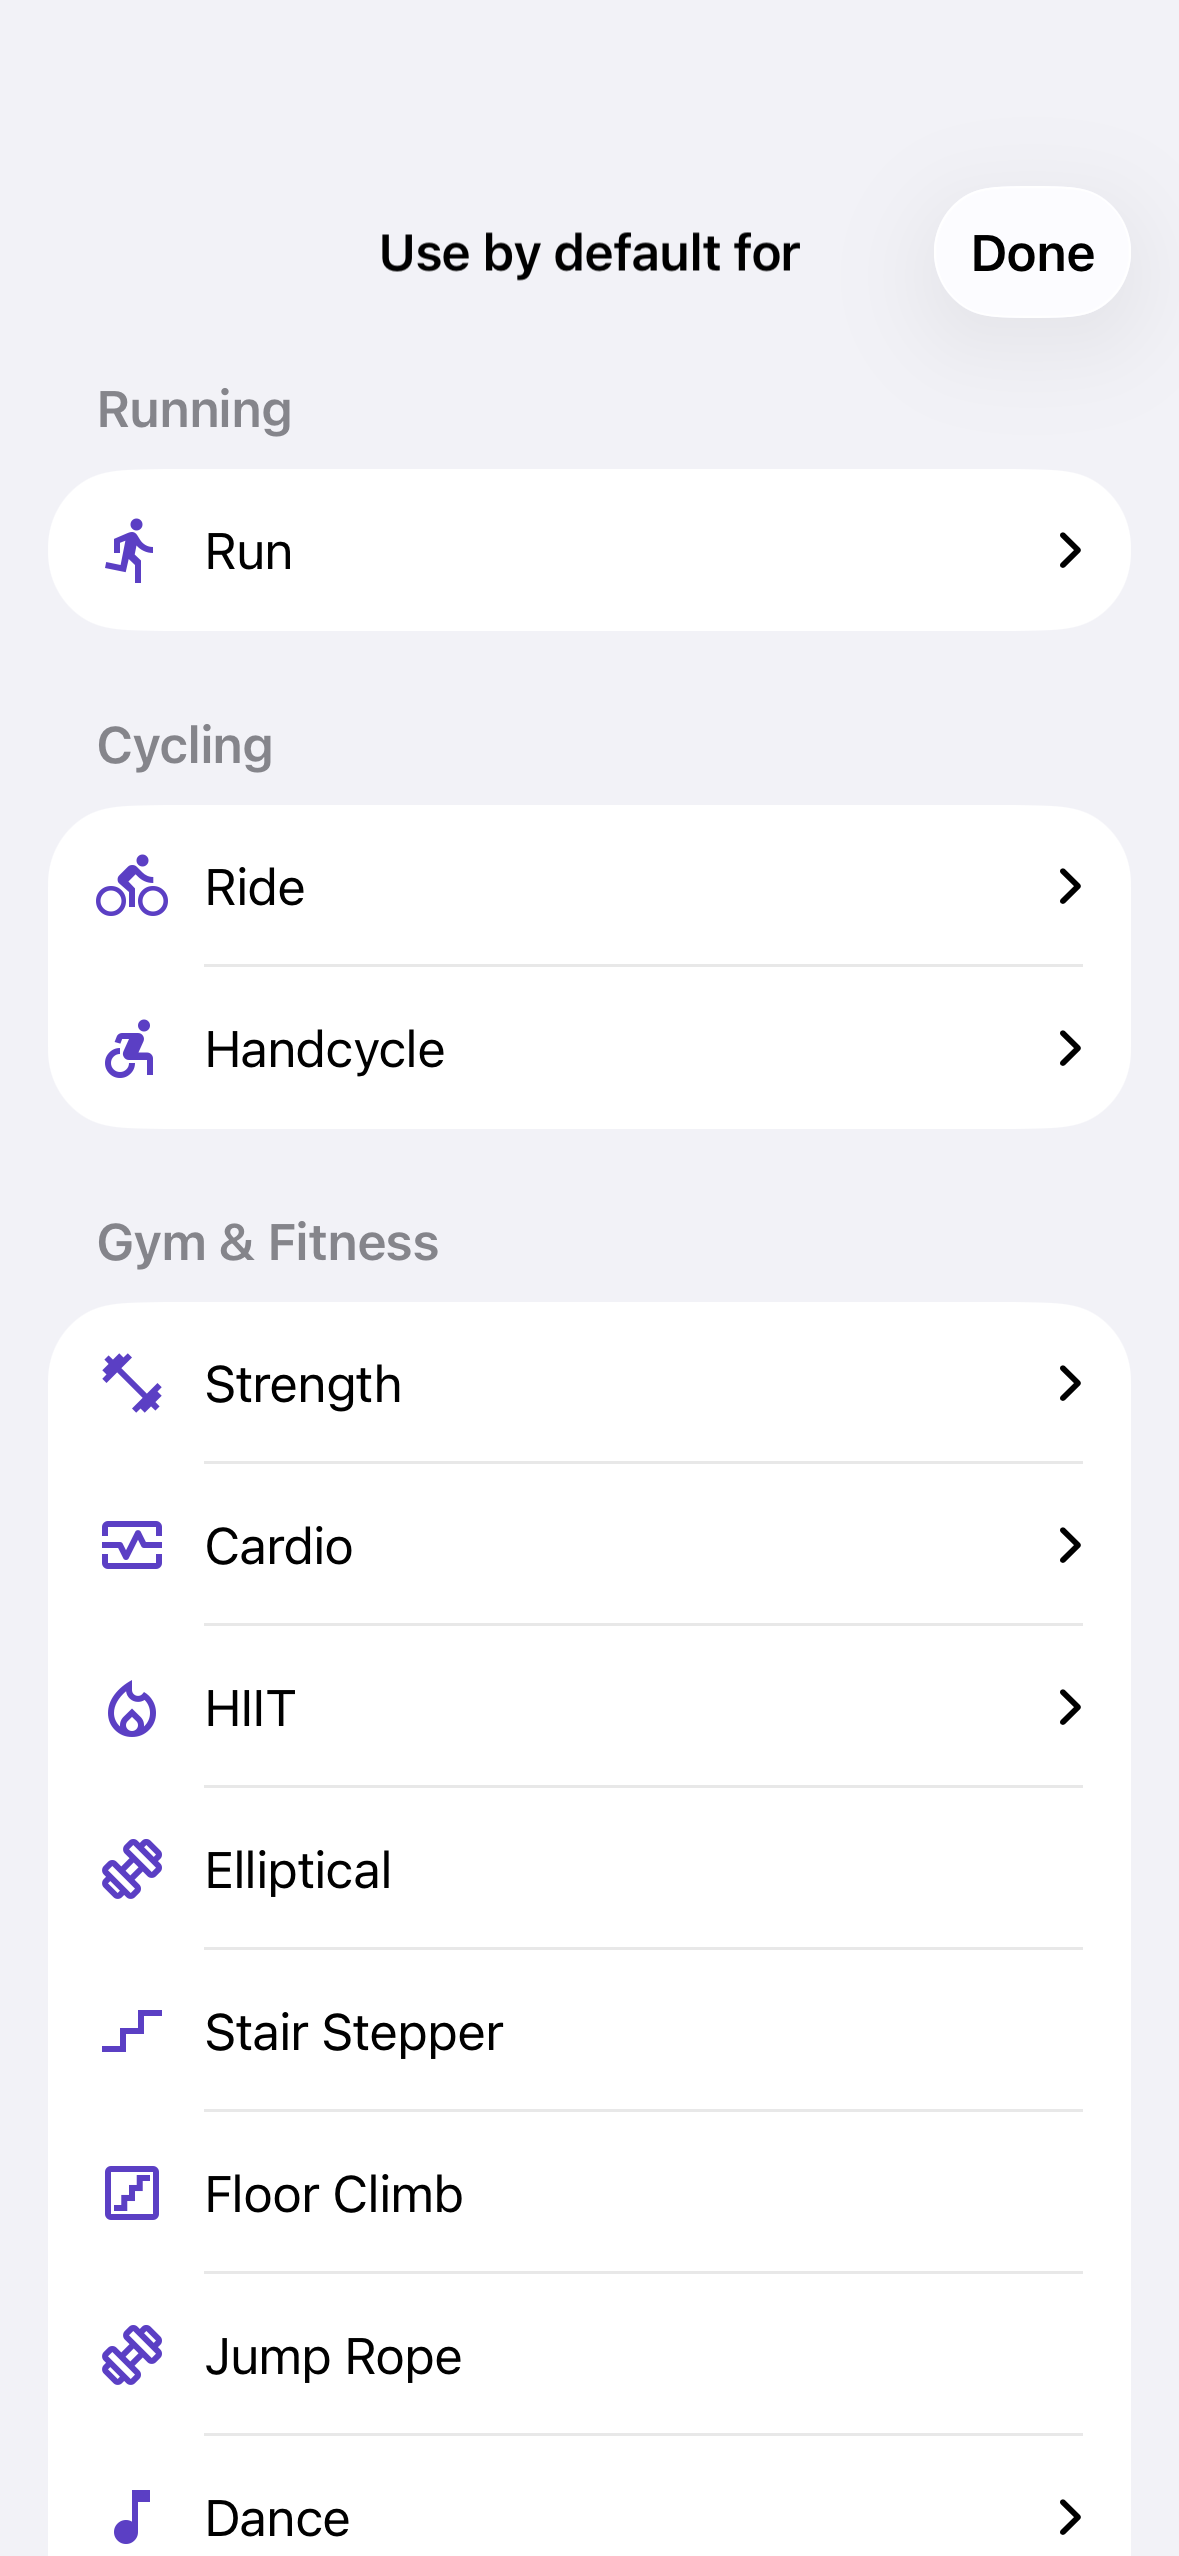 Use by default for
Done
Running
Run
Cycling
Ride
Handcycle
Gym & Fitness
Strength
Cardio
HIIT
Elliptical
Stair Stepper
Floor Climb
Jump Rope
Dance